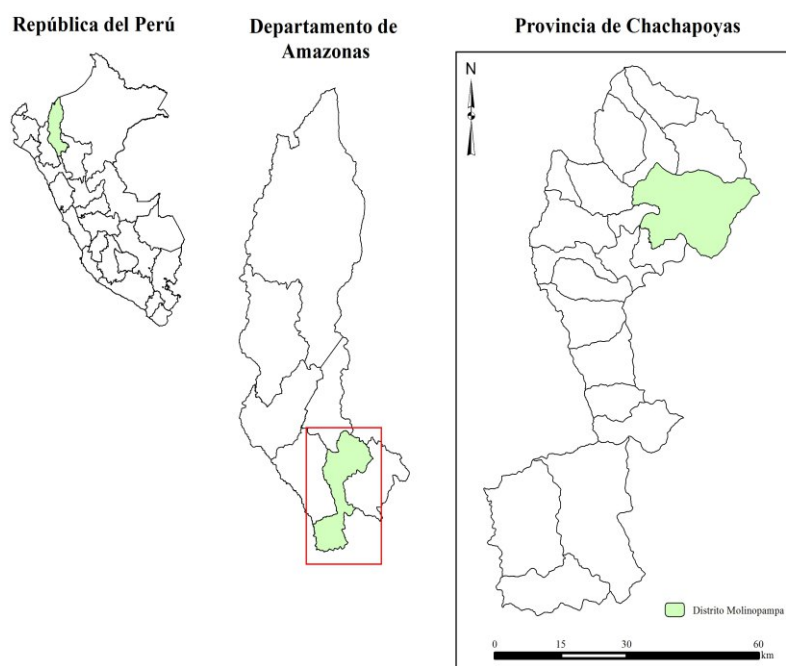 República del Perú
Departamento de
Amazonas
Provincia de Chachapoyas
N
Distrito Molinopampa
0 15 30 60
km